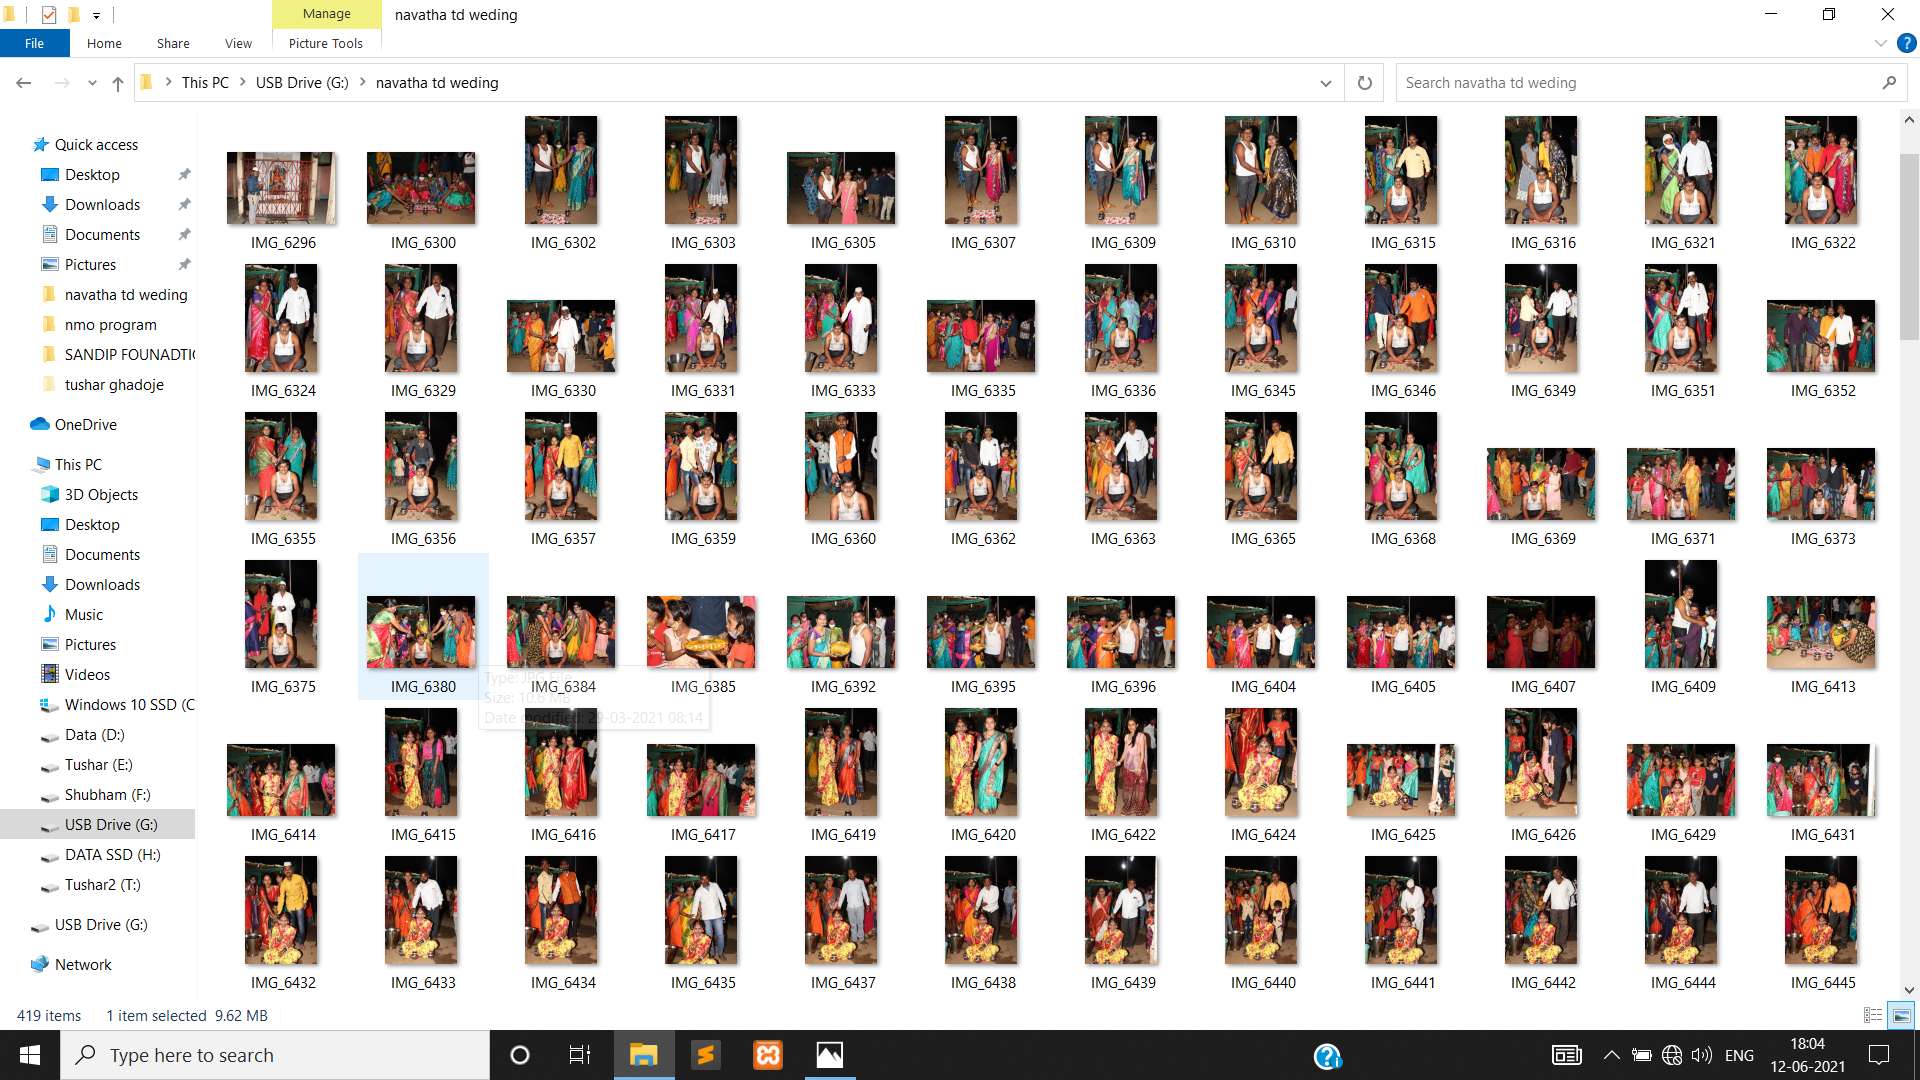 Manage
navatha td weding
File
Home
Share
View
Picture Tools
This PC
USB Drive (G:)
navatha td weding
Search navatha td weding
Quick access
Desktop
Downloads
Documents
Pictures
navatha td weding
nmo program
SANDIP FOUNADTI
tushar ghadoje
OneDrive
This PC
3D Objects
Desktop
Documents
Downloads
Music
Pictures
Videos
Windows 10 SSD (C
Data (D:)
Tushar (E:)
Shubham (F:)
USB Drive (G:)
DATA SSD (H:)
Tushar2 (T:)
USB Drive (G:)
Network
IMG_6296 IMG_6300 IMG_6302 IMG_6303 IMG_6305 IMG_6307 IMG_6309 IMG_6310 IMG_6315 IMG_6316 IMG_6321 IMG_6322
IMG_6324 IMG_6329 IMG_6330 IMG_6331 IMG_6333 IMG_6335 IMG_6336 IMG_6345 IMG_6346 IMG_6349 IMG_6351 IMG_6352
IMG_6355 IMG_6356 IMG_6357 IMG_6359 IMG_6360 IMG_6362 IMG_6363 IMG_6365 IMG_6368 IMG_6369 IMG_6371 IMG_6373
IMG_6375 IMG_6380 IMG_6384 IMG_6385 IMG_6392 IMG_6395 IMG_6396 IMG_6404 IMG_6405 IMG_6407 IMG_6409 IMG_6413
Type: JPG File
Size: 10.6 MB
Date modified: 29-03-2021 08:14
IMG_6414 IMG_6415 IMG_6416 IMG_6417 IMG_6419 IMG_6420 IMG_6422 IMG_6424 IMG_6425 IMG_6426 IMG_6429 IMG_6431
IMG_6432 IMG_6433 IMG_6434 IMG_6435 IMG_6437 IMG_6438 IMG_6439 IMG_6440 IMG_6441 IMG_6442 IMG_6444 IMG_6445
419 items 1 item selected 9.62 MB
Type here to search
ENG
18:04
12-06-2021